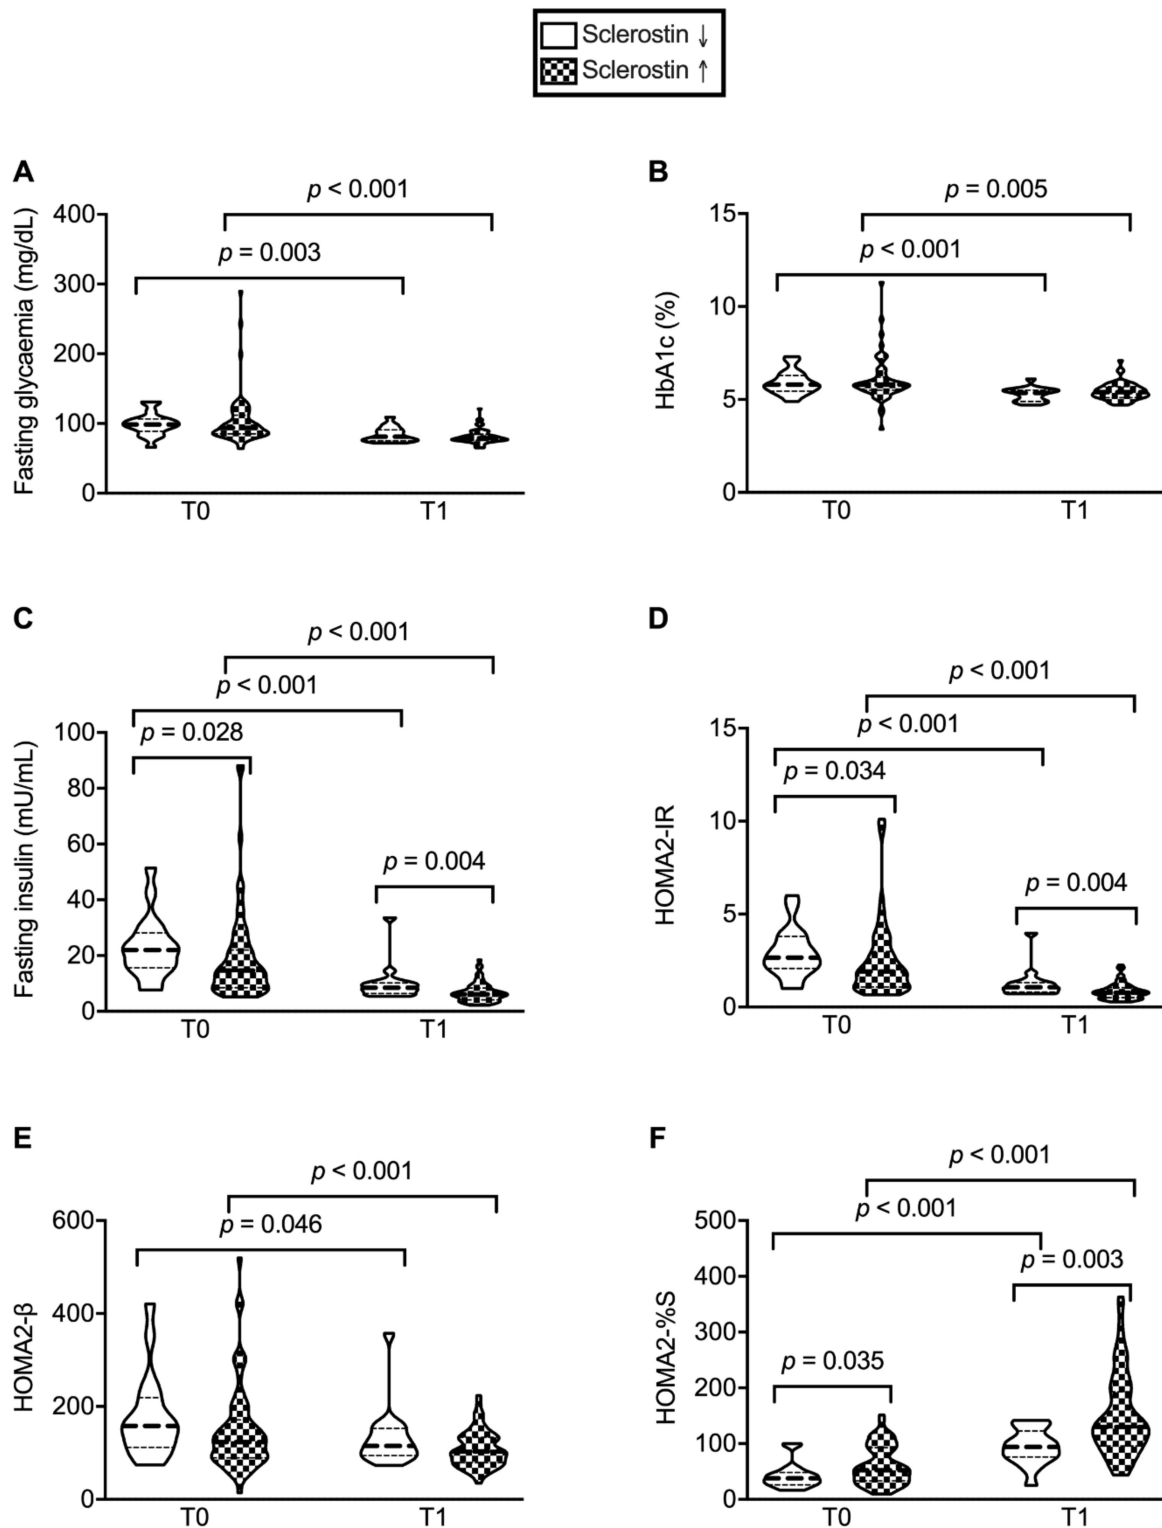 Sclerostin ↓
Sclerostin ↑
A
p < 0.001
p = 0.003
Fasting glycaemia (mg/dL)
400
300
200
100
0
T0 T1
B
p = 0.005
p < 0.001
HbA1c (%)
15
10
5
0
T0 T1
C
p < 0.001
p < 0.001
p = 0.028
p = 0.004
Fasting insulin (mU/mL)
100
80
60
40
20
0
T0 T1
D
p < 0.001
p < 0.001
p = 0.034
p = 0.004
HOMA2-IR
15
10
5
0
T0 T1
E
p < 0.001
p = 0.046
HOMA2-β
600
400
200
0
T0 T1
F
p < 0.001
p < 0.001
p = 0.003
p = 0.035
HOMA2-%S
500
400
300
200
100
0
T0 T1